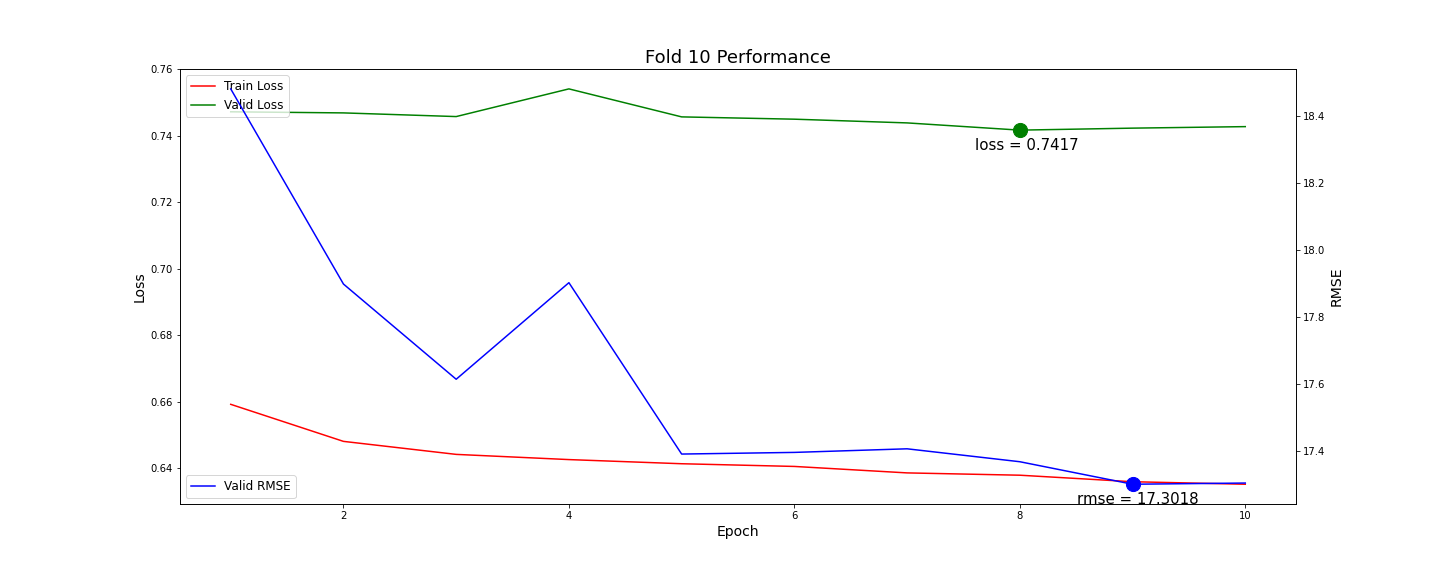 Fold 10 Performance
Train Loss
Valid Loss
0.76
0.74
0.72
0.70
0.68
0.66
0.64
Loss
18.4
18.2
18.0
17.8
17.6
17.4
RMSE
loss = 0.7417
rmse = 17.3018
Valid RMSE
2
4
6
8
10
Epoch